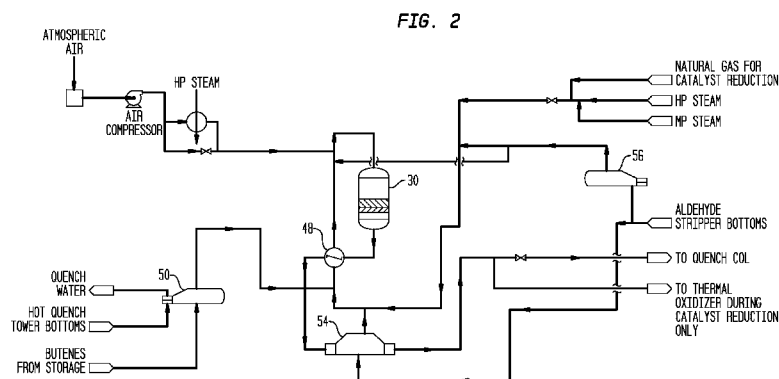 FIG. 2
ATMOSPHERIC
AIR
HP STEAM
AIR
COMPRESSOR
NATURAL GAS FOR
CATALYST REDUCTION
HP STEAM
MP STEAM
56
30
ALDEHYDE
STRIPPER BOTTOMS
48
TO QUENCH COL
QUENCH
WATER
50
TO THERMAL
OXIDIZER DURING
CATALYST REDUCTION
ONLY
HOT QUENCH
TOWER BOTTOMS
54
BUTENES
FROM STORAGE